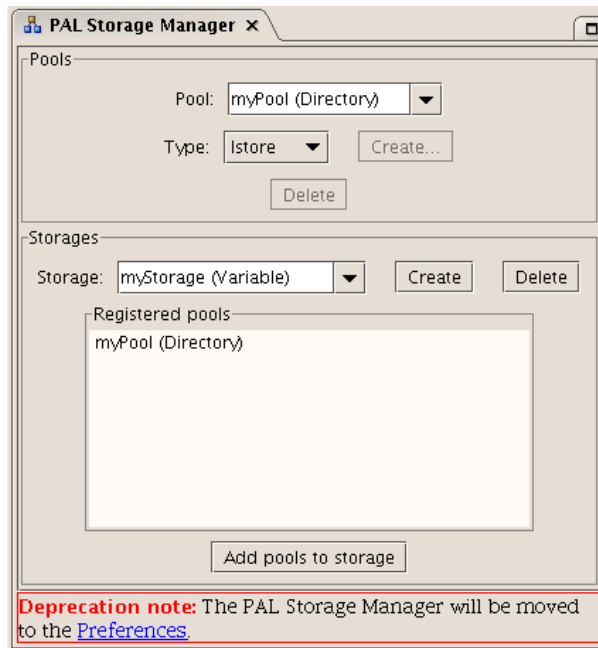 PAL Storage Manager
Pools
Pool: myPool (Directory)
Type: lstore Create...
Delete
Storages
Storage: myStorage (Variable) Create Delete
Registered pools
myPool (Directory)
Add pools to storage
Deprecation note: The PAL Storage Manager will be moved
to the Preferences.